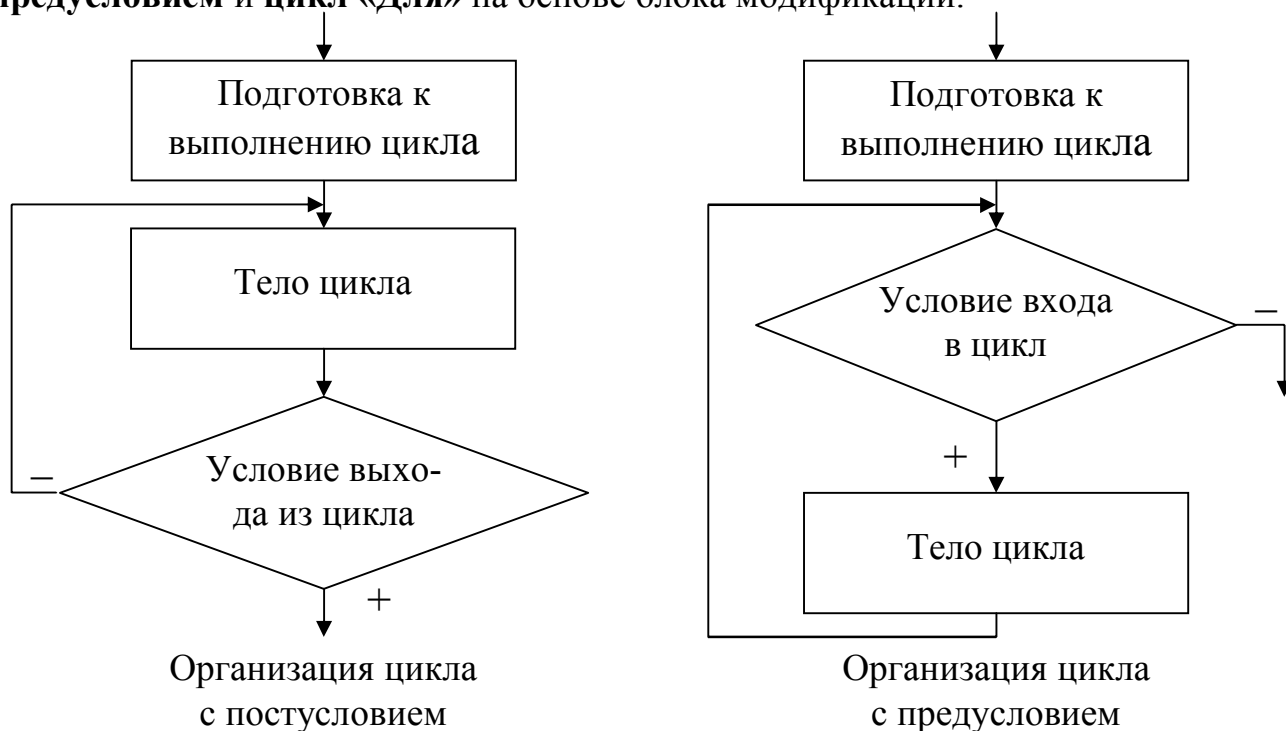 предусловием и цикл «Для» на основе блока модификации:
Подготовка к
выполнению цикла
Тело цикла
Условие выхо-
да из цикла
–
+
Организация цикла
с постусловием
Подготовка к
выполнению цикла
Условие входа
в цикл
–
+
Тело цикла
Организация цикла
с предусловием